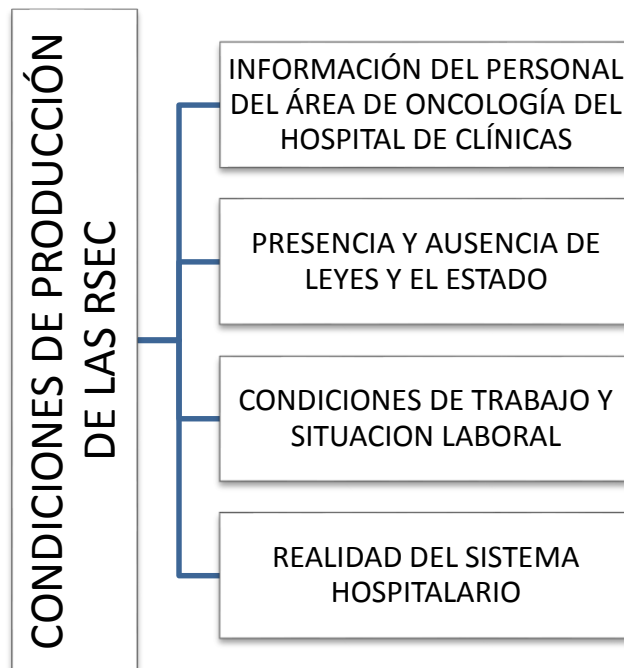 CONDICIONES DE PRODUCCIÓN
DE LAS RSEC
INFORMACIÓN DEL PERSONAL
DEL ÁREA DE ONCOLOGÍA DEL
HOSPITAL DE CLÍNICAS
PRESENCIA Y AUSENCIA DE
LEYES Y EL ESTADO
CONDICIONES DE TRABAJO Y
SITUACION LABORAL
REALIDAD DEL SISTEMA
HOSPITALARIO